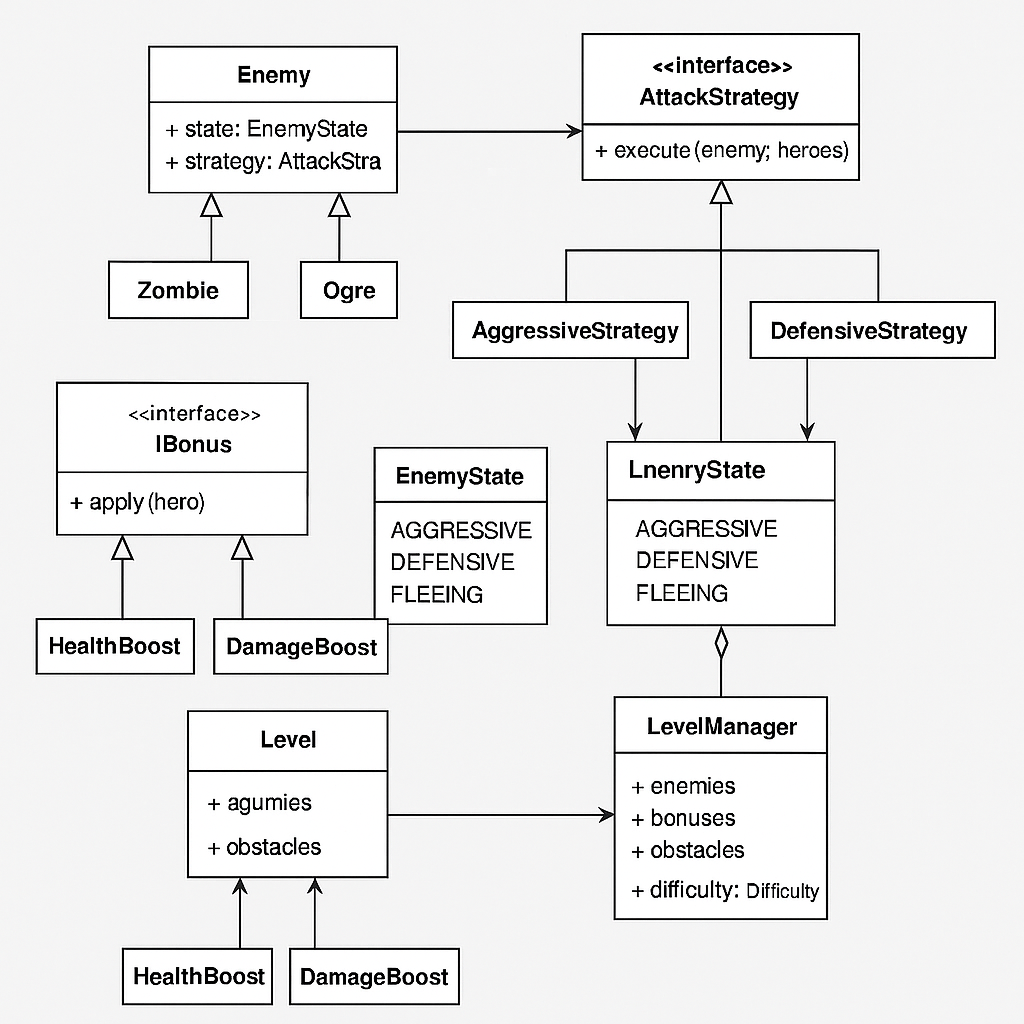 Enemy
+ state: EnemyState
+ strategy: AttackStra
<<interface>>
AttackStrategy
+ execute(enemy; heroes)
Zombie
Ogre
AggressiveStrategy
DefensiveStrategy
<<interface>>
IBonus
+ apply(hero)
EnemyState
AGGRESSIVE
DEFENSIVE
FLEEING
LnenryState
AGGRESSIVE
DEFENSIVE
FLEEING
HealthBoost
DamageBoost
Level
+ agumies
+ obstacles
LevelManager
+ enemies
+ bonuses
+ obstacles
+ difficulty: Difficulty
HealthBoost
DamageBoost